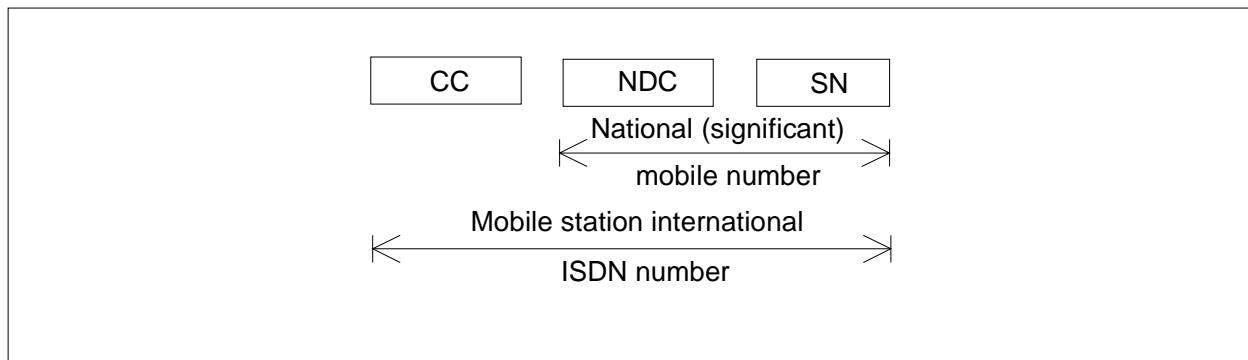 CC NDC SN
National (significant)
mobile number
Mobile station international
ISDN number